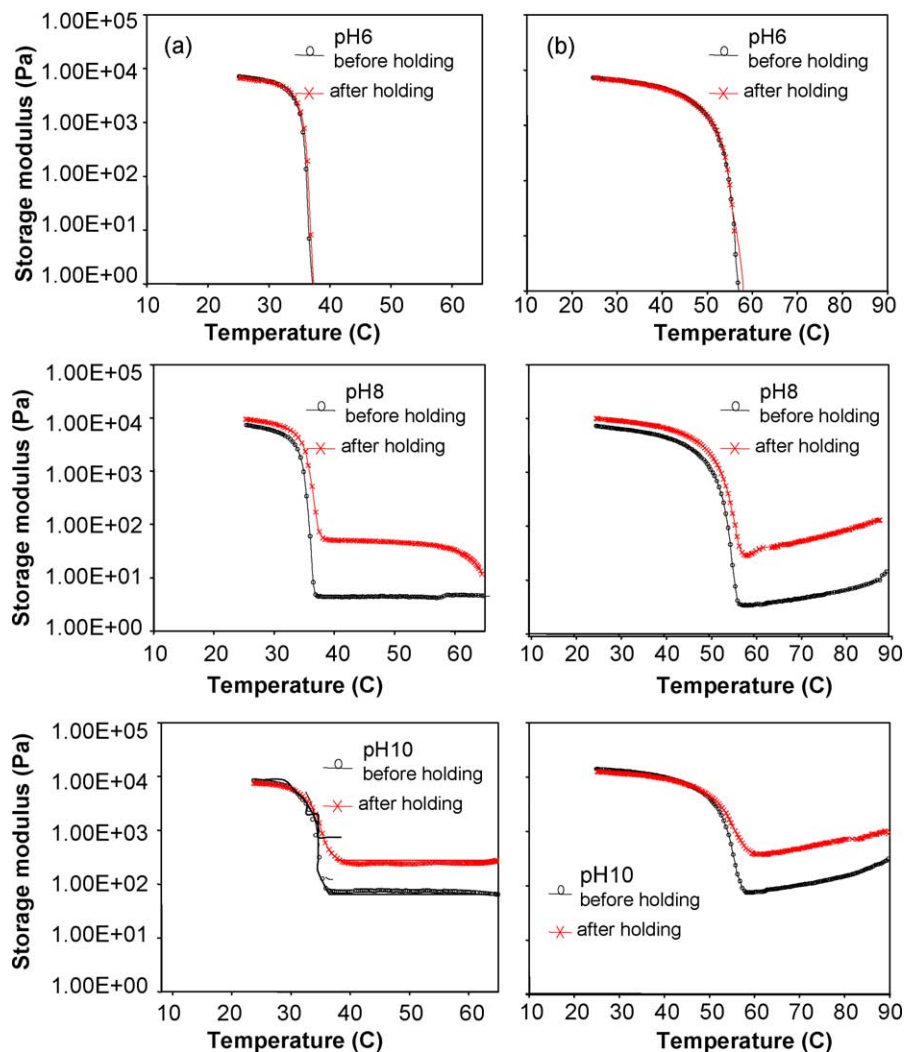 1.00E+05
(a)
pH6
before holding
after holding
1.00E+04
1.00E+03
1.00E+02
1.00E+01
1.00E+00
Storage modulus (Pa)
10 20 30 40 50 60
Temperature (C)
(b)
pH6
before holding
after holding
10 20 30 40 50 60 70 80 90
Temperature (C)
1.00E+05
pH8
before holding
after holding
1.00E+04
1.00E+03
1.00E+02
1.00E+01
1.00E+00
Storage modulus (Pa)
10 20 30 40 50 60
Temperature (C)
pH8
before holding
after holding
10 20 30 40 50 60 70 80 90
Temperature (C)
1.00E+05
pH10
before holding
after holding
1.00E+04
1.00E+03
1.00E+02
1.00E+01
1.00E+00
Storage modulus (Pa)
10 20 30 40 50 60
Temperature (C)
pH10
before holding
after holding
10 20 30 40 50 60 70 80 90
Temperature (C)